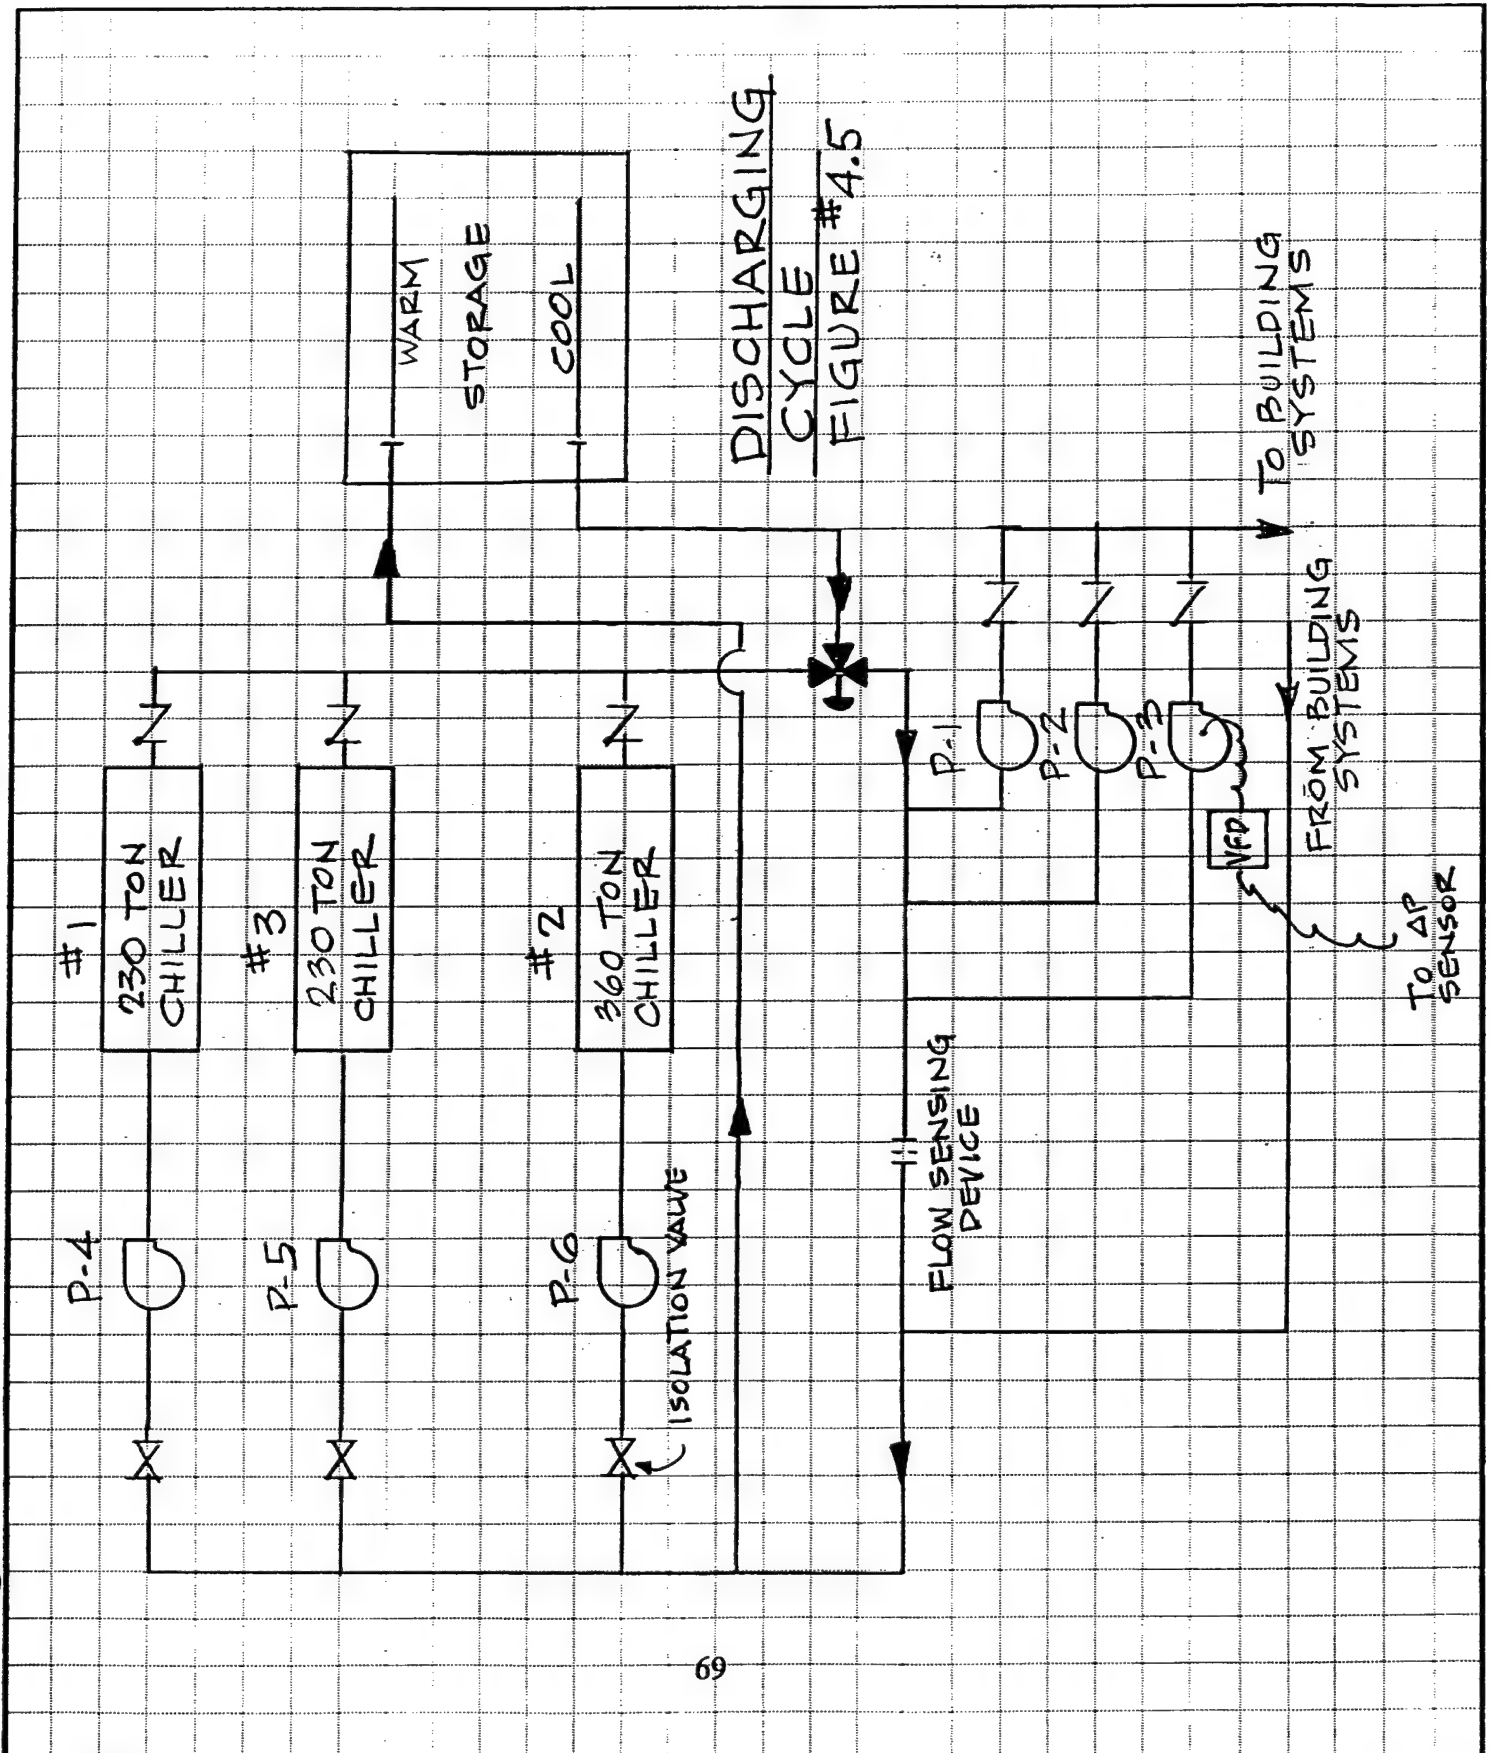 WARM
STORAGE
COOL
DISCHARGING
CYCLE
FIGURE #4.5
#1
230 TON
CHILLER
#3
230 TON
CHILLER
#2
360 TON
CHILLER
P-4
P-5
P-6
ISOLATION VALVE
FLOW SENSING
DEVICE
P-1
P-2
P-3
VFD
TO BUILDING
SYSTEMS
FROM BUILDING
SYSTEMS
TO ΔP
SENSOR
69